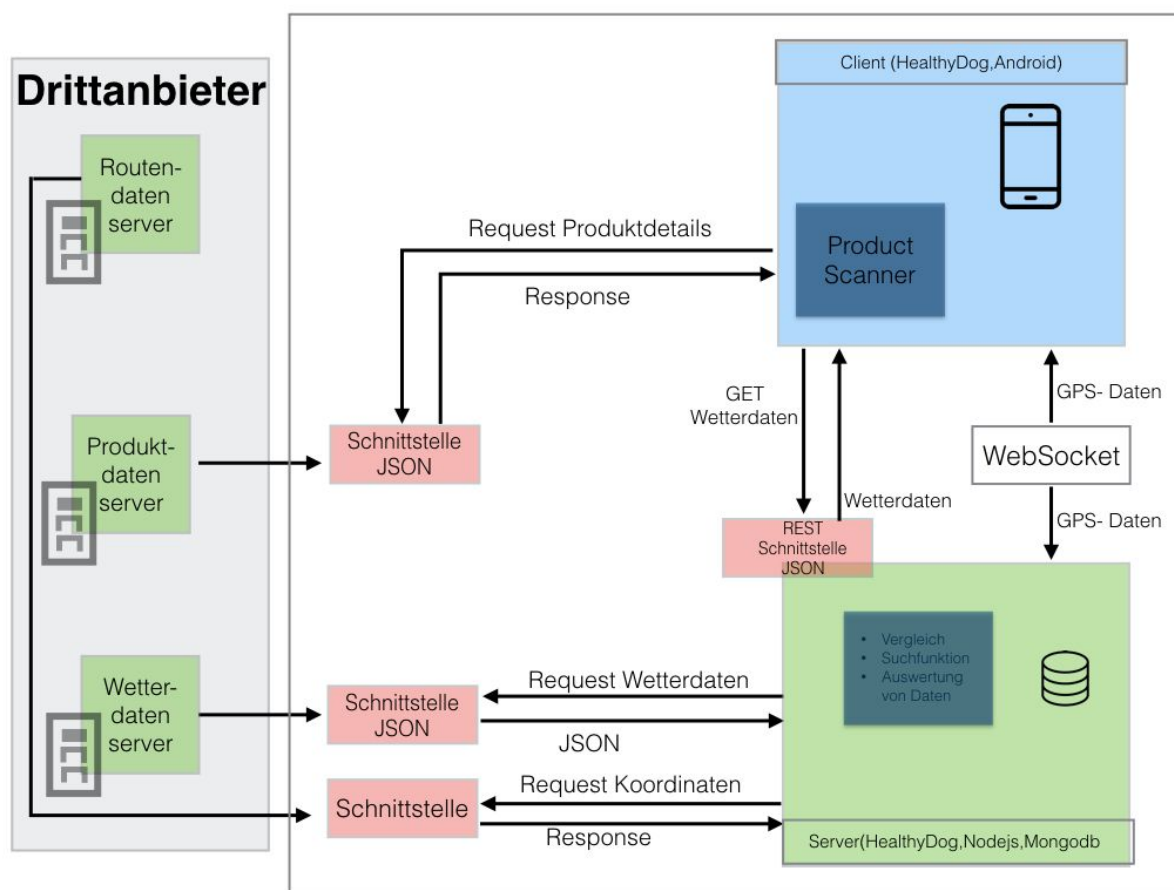 Drittanbieter
Routen-
daten
server
Produkt-
daten
server
Wetter-
daten
server
Client (HealthyDog,Android)
Product
Scanner
Request Produktdetails
Response
Schnittstelle
JSON
GET
Wetterdaten
Wetterdaten
GPS- Daten
WebSocket
GPS- Daten
REST
Schnittstelle
JSON
• Vergleich
• Suchfunktion
• Auswertung
von Daten
Request Wetterdaten
Schnittstelle
JSON
JSON
Request Koordinaten
Schnittstelle
Response
Server(HealthyDog,Nodejs,Mongodb